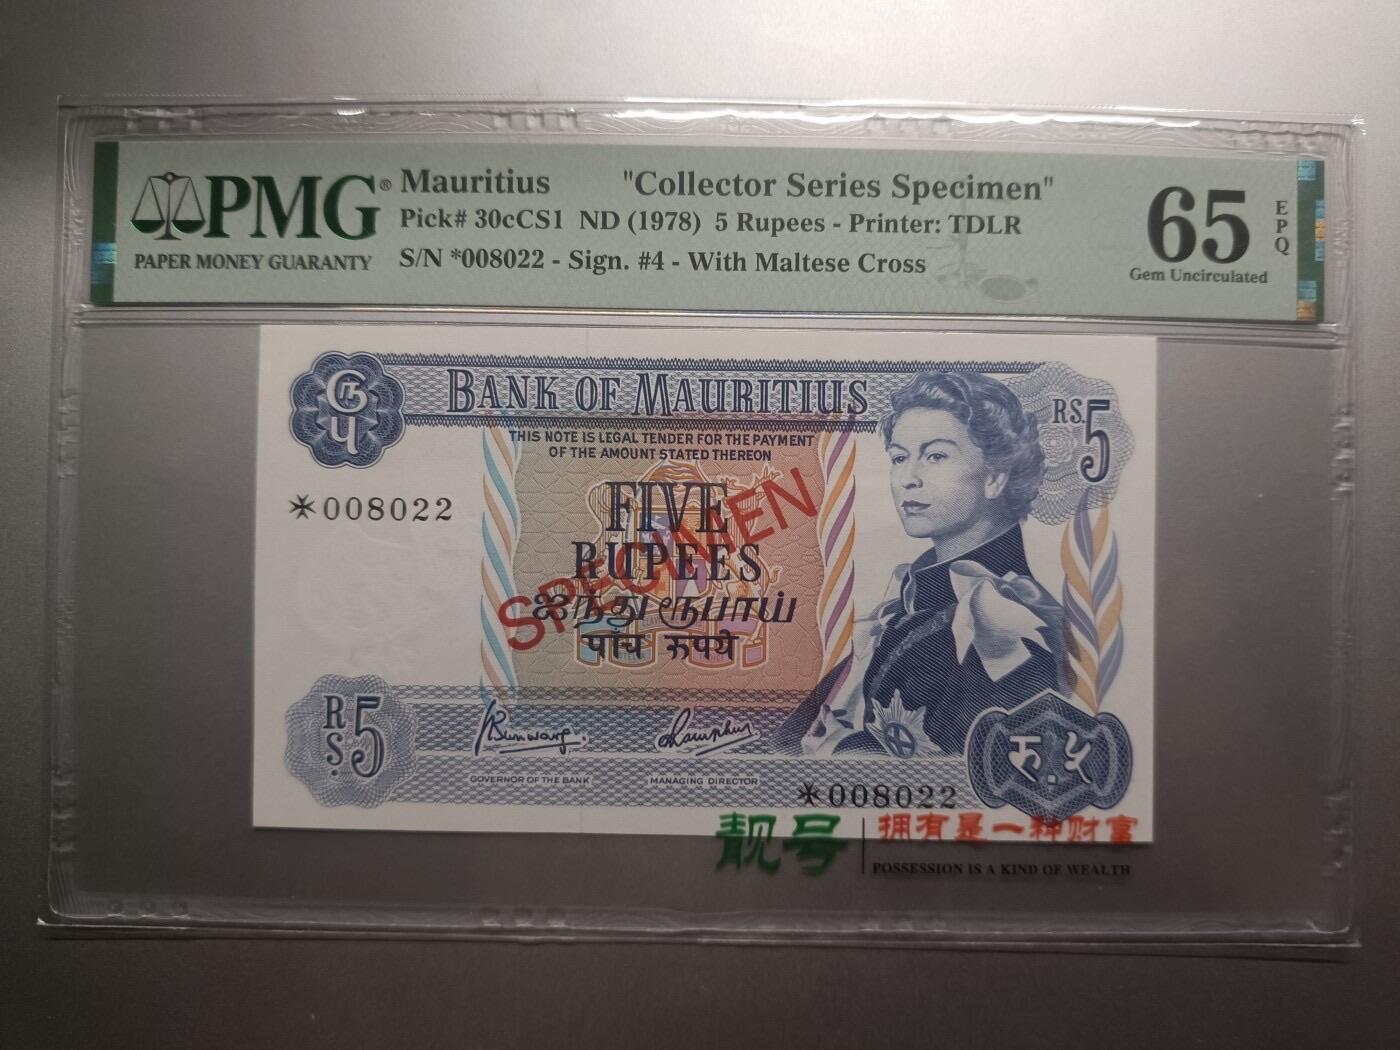 PMG®
PAPER MONEY GUARANTY
Mauritius "Collector Series Specimen"
Pick# 30cCS1 ND (1978) 5 Rupees - Printer: TDLR
S/N *008022 - Sign. #4 - With Maltese Cross
65
EPQ
Gem Uncirculated
BANK OF MAURITIUS
RS.5
THIS NOTE IS LEGAL TENDER FOR THE PAYMENT
OF THE AMOUNT STATED THEREON
*008022
FIVE
RUPEES
ஐந்து ரூபாய்
पांच रुपये
SPECIMEN
RS.5
GOVERNOR OF THE BANK
MANAGING DIRECTOR
रु.५
*008022
靓号
拥有是一种财富
POSSESSION IS A KIND OF WEALTH